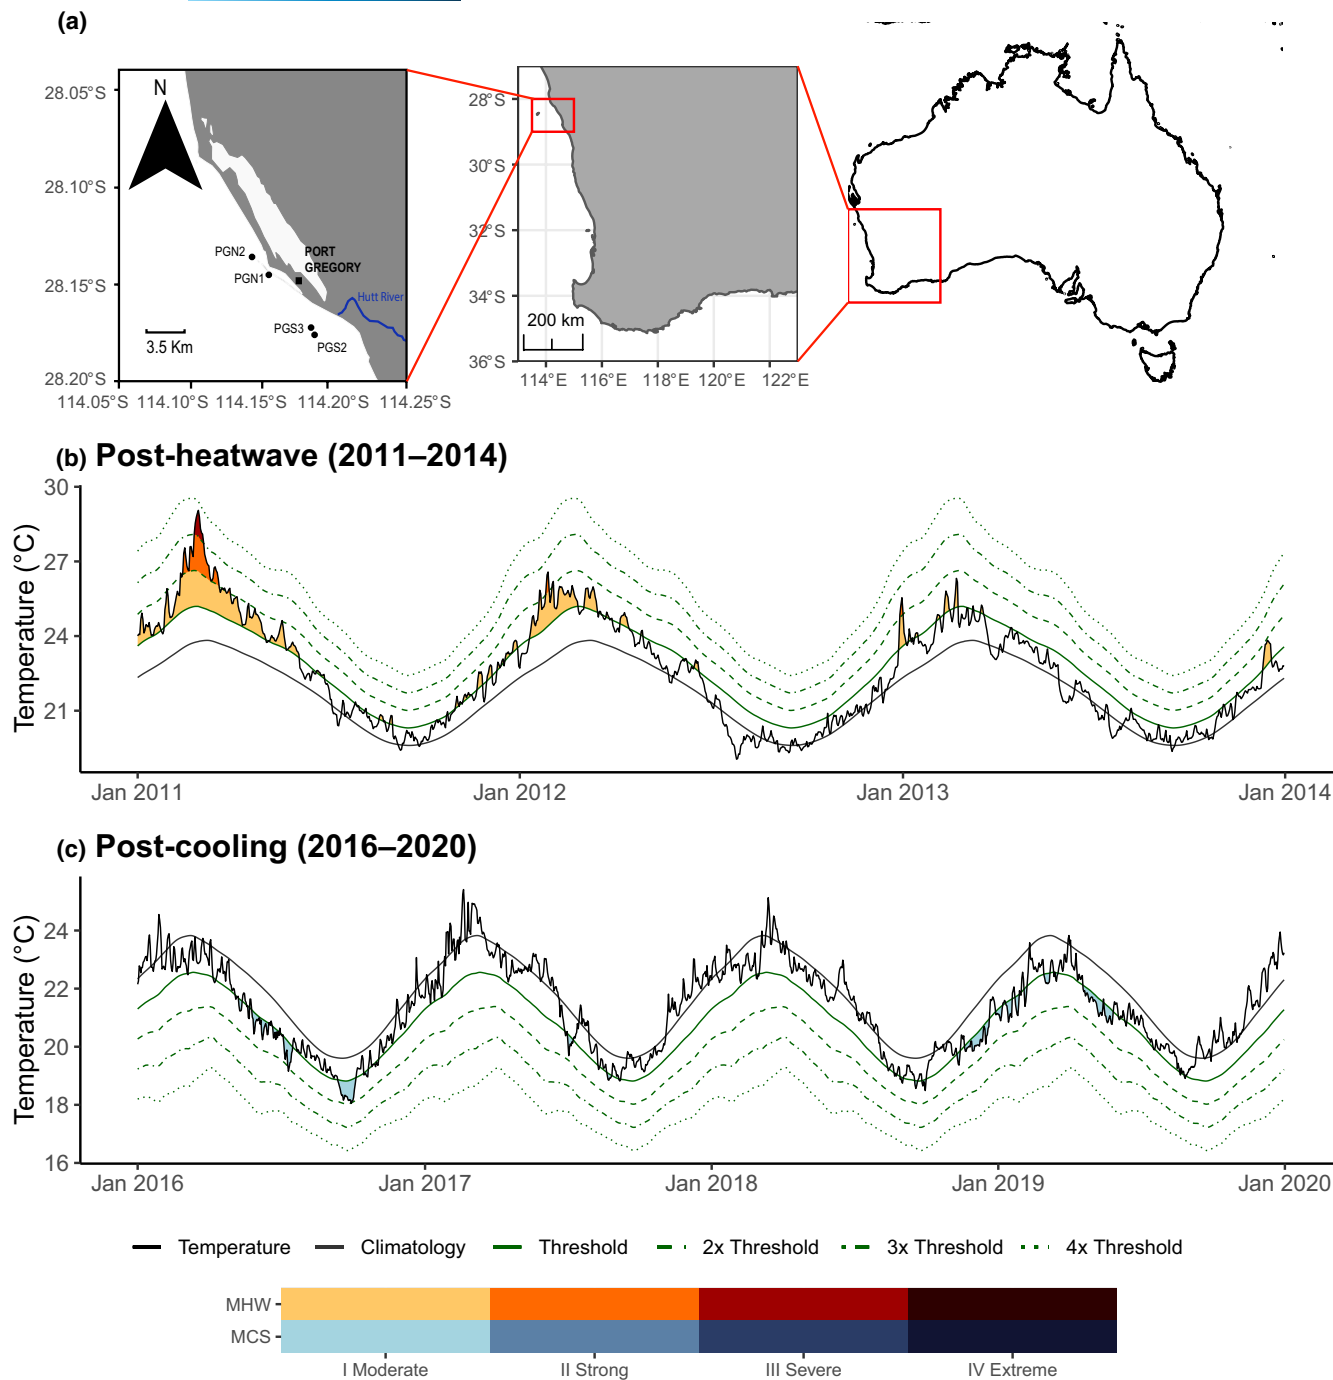 (a)
28.05°S
28.10°S
28.15°S
28.20°S
114.05°S 114.10°S 114.15°S 114.20°S 114.25°S
N
PGN2
PGN1
PORT
GREGORY
Hutt River
PGS3
PGS2
3.5 Km
28°S
30°S
32°S
34°S
36°S
200 km
114°E 116°E 118°E 120°E 122°E
(b) Post-heatwave (2011–2014)
Temperature (°C)
30
27
24
21
Jan 2011 Jan 2012 Jan 2013 Jan 2014
(c) Post-cooling (2016–2020)
Temperature (°C)
24
22
20
18
16
Jan 2016 Jan 2017 Jan 2018 Jan 2019 Jan 2020
Temperature Climatology Threshold 2x Threshold 3x Threshold 4x Threshold
MHW
MCS
I Moderate II Strong III Severe IV Extreme